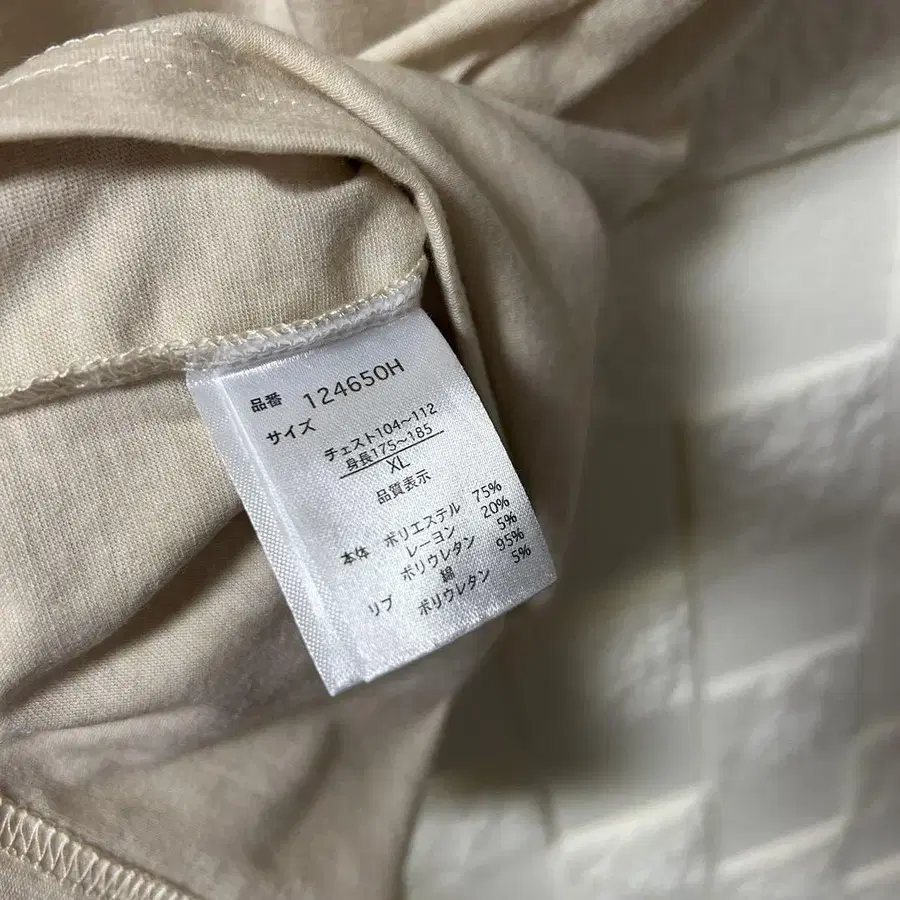 品番 124650H
サイズ
チェスト104〜112
身長175〜185
XL
品質表示
本体 ポリエステル 75%
レーヨン 20%
ポリウレタン 5%
リブ 綿 95%
ポリウレタン 5%